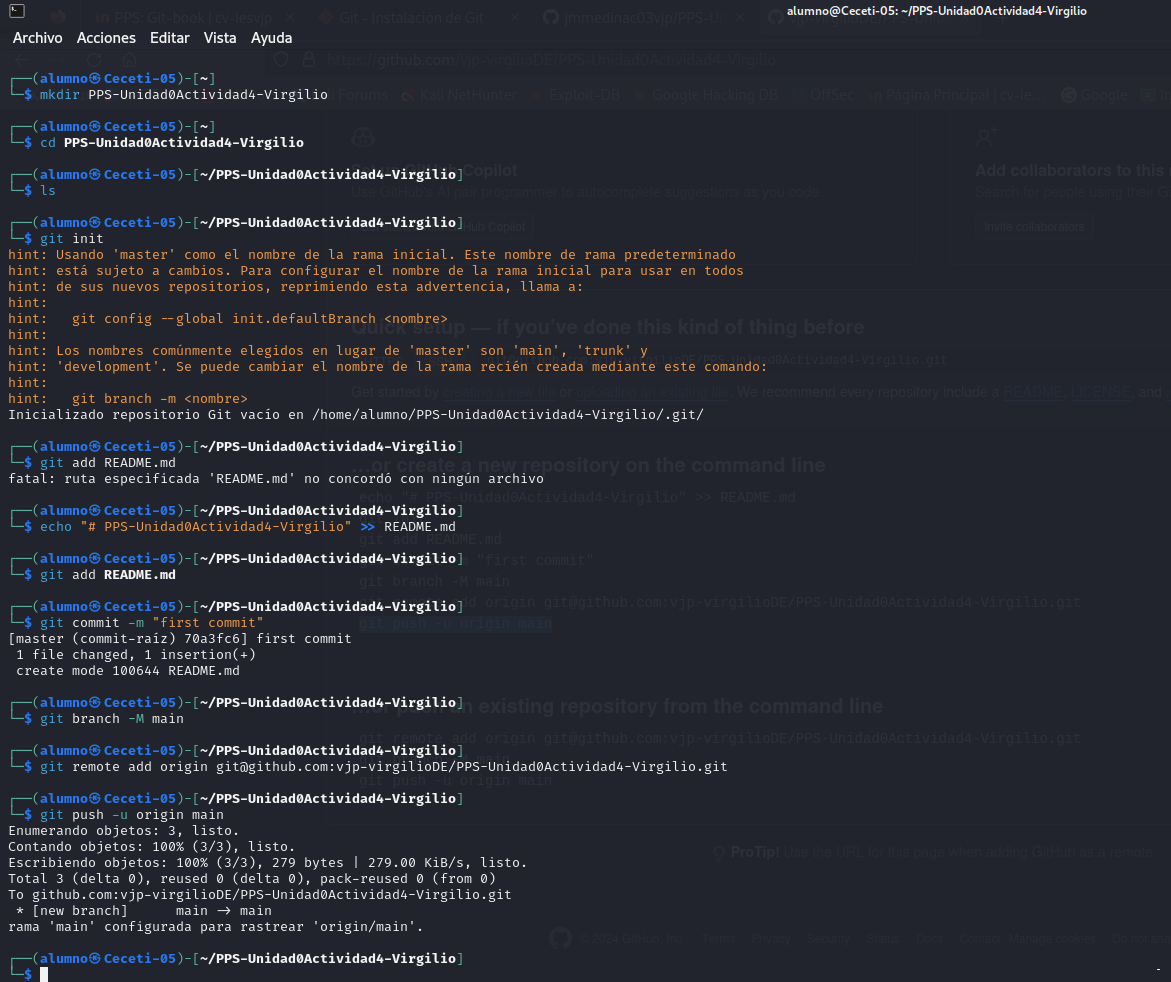 alumno@Ceceti-05: ~/PPS-Unidad0Actividad4-Virgilio
Archivo Acciones Editar Vista Ayuda
┌──(alumno㉿Ceceti-05)-[~]
└─$ mkdir PPS-Unidad0Actividad4-Virgilio
┌──(alumno㉿Ceceti-05)-[~]
└─$ cd PPS-Unidad0Actividad4-Virgilio
┌──(alumno㉿Ceceti-05)-[~/PPS-Unidad0Actividad4-Virgilio]
└─$ ls
┌──(alumno㉿Ceceti-05)-[~/PPS-Unidad0Actividad4-Virgilio]
└─$ git init
hint: Usando 'master' como el nombre de la rama inicial. Este nombre de rama predeterminado
hint: está sujeto a cambios. Para configurar el nombre de la rama inicial para usar en todos
hint: de sus nuevos repositorios, reprimiendo esta advertencia, llama a:
hint:
hint: git config --global init.defaultBranch <nombre>
hint:
hint: Los nombres comúnmente elegidos en lugar de 'master' son 'main', 'trunk' y
hint: 'development'. Se puede cambiar el nombre de la rama recién creada mediante este comando:
hint:
hint: git branch -m <nombre>
Inicializado repositorio Git vacío en /home/alumno/PPS-Unidad0Actividad4-Virgilio/.git/
┌──(alumno㉿Ceceti-05)-[~/PPS-Unidad0Actividad4-Virgilio]
└─$ git add README.md
fatal: ruta especificada 'README.md' no concordó con ningún archivo
┌──(alumno㉿Ceceti-05)-[~/PPS-Unidad0Actividad4-Virgilio]
└─$ echo "# PPS-Unidad0Actividad4-Virgilio" >> README.md
┌──(alumno㉿Ceceti-05)-[~/PPS-Unidad0Actividad4-Virgilio]
└─$ git add README.md
┌──(alumno㉿Ceceti-05)-[~/PPS-Unidad0Actividad4-Virgilio]
└─$ git commit -m "first commit"
[master (commit-raíz) 70a3fc6] first commit
1 file changed, 1 insertion(+)
create mode 100644 README.md
┌──(alumno㉿Ceceti-05)-[~/PPS-Unidad0Actividad4-Virgilio]
└─$ git branch -M main
┌──(alumno㉿Ceceti-05)-[~/PPS-Unidad0Actividad4-Virgilio]
└─$ git remote add origin git@github.com:vjp-virgilioDE/PPS-Unidad0Actividad4-Virgilio.git
┌──(alumno㉿Ceceti-05)-[~/PPS-Unidad0Actividad4-Virgilio]
└─$ git push -u origin main
Enumerando objetos: 3, listo.
Contando objetos: 100% (3/3), listo.
Escribiendo objetos: 100% (3/3), 279 bytes | 279.00 KiB/s, listo.
Total 3 (delta 0), reused 0 (delta 0), pack-reused 0 (from 0)
To github.com:vjp-virgilioDE/PPS-Unidad0Actividad4-Virgilio.git
* [new branch] main -> main
rama 'main' configurada para rastrear 'origin/main'.
┌──(alumno㉿Ceceti-05)-[~/PPS-Unidad0Actividad4-Virgilio]
└─$